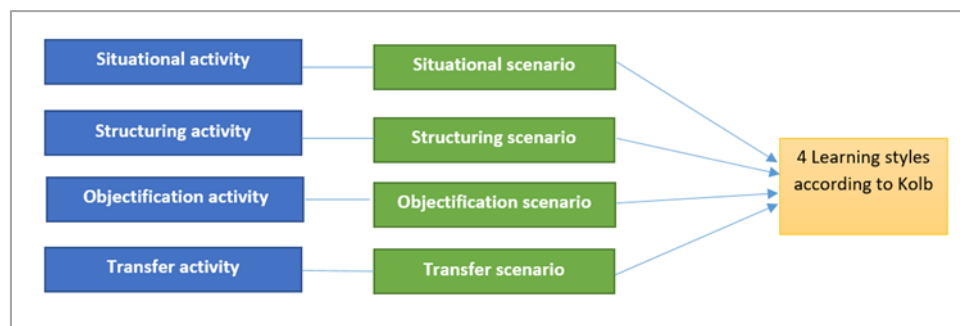 Situational activity
Situational scenario
Structuring activity
Structuring scenario
4 Learning styles
according to Kolb
Objectification activity
Objectification scenario
Transfer activity
Transfer scenario